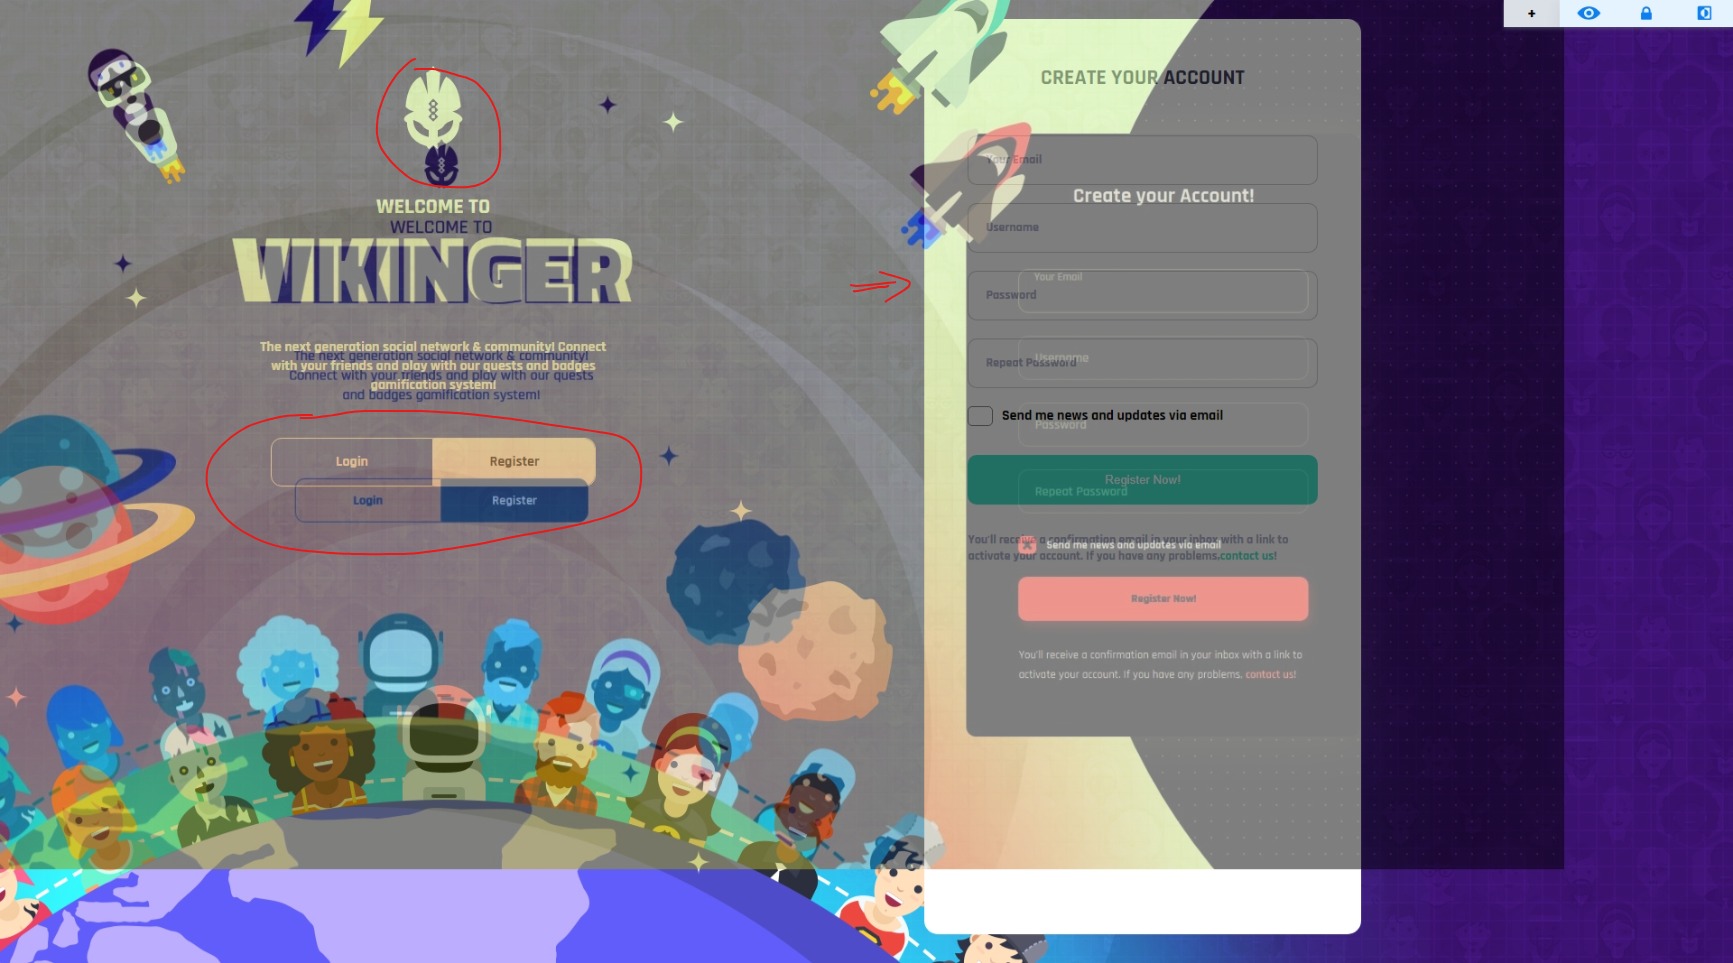 CREATE YOUR ACCOUNT
Your Email
Create your Account!
WELCOME TO
WELCOME TO
Username
VIKINGER
Your Email
Password
The next generation social network & community! Connect
with your friends and play with our quests and badges
gamification system!
The next generation social network & community!
Connect with your friends and play with our quests
and badges gamification system!
Username
Repeat Password
Send me news and updates via email
Password
Login
Register
Login
Register
Register Now!
Repeat Password
You'll receive a confirmation email in your inbox with a link to
activate your account. If you have any problems.contact us!
Send me news and updates via email
Register Now!
You'll receive a confirmation email in your inbox with a link to
activate your account. If you have any problems. contact us!
+